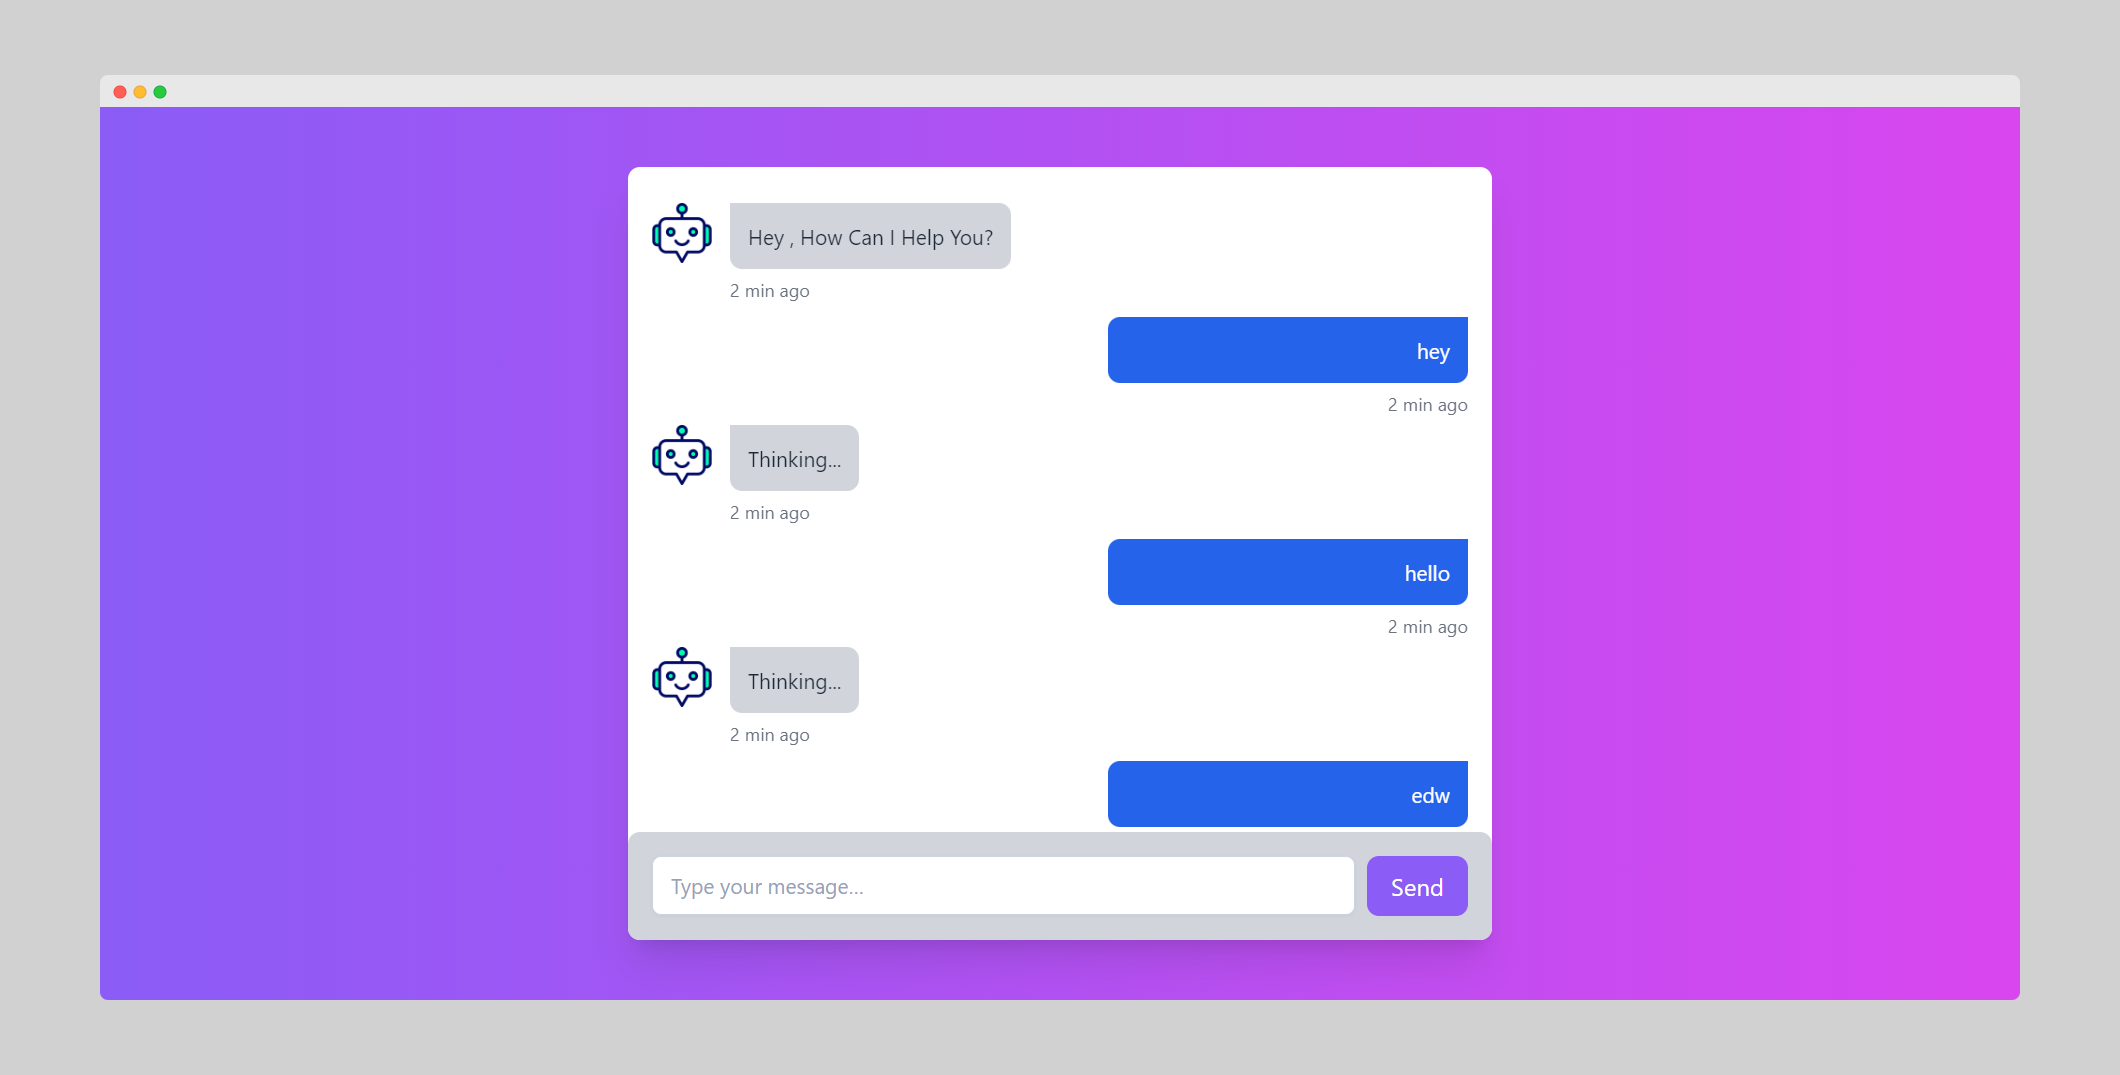 Hey , How Can I Help You?
2 min ago
hey
2 min ago
Thinking...
2 min ago
hello
2 min ago
Thinking...
2 min ago
edw
Type your message...
Send